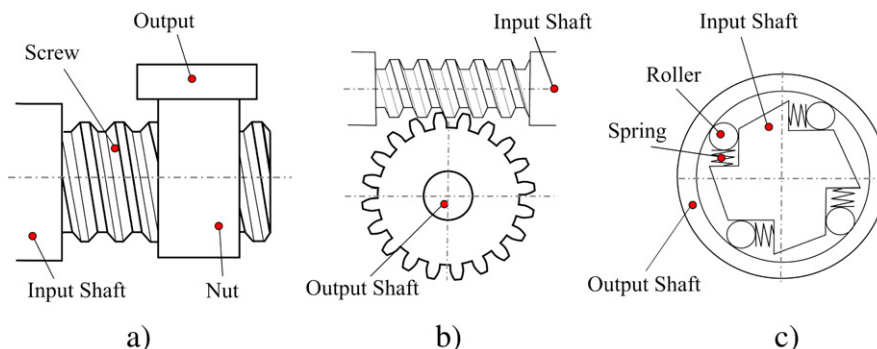 Output
Screw
Input Shaft
Nut
a)
Input Shaft
Output Shaft
b)
Input Shaft
Roller
Spring
Output Shaft
c)